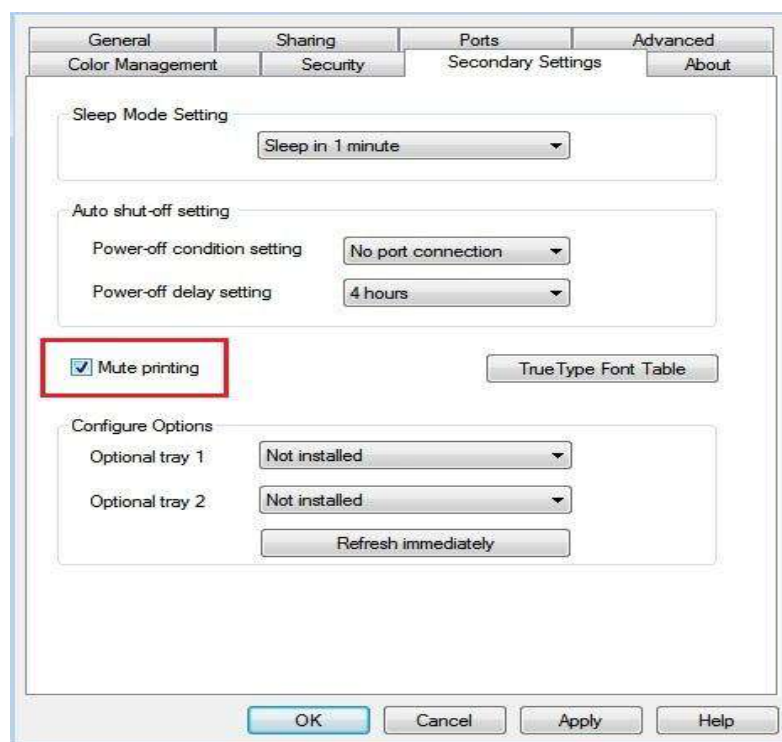 General Sharing Ports Advanced
Color Management Security Secondary Settings About
Sleep Mode Setting
Sleep in 1 minute
Auto shut-off setting
Power-off condition setting No port connection
Power-off delay setting 4 hours
Mute printing TrueType Font Table
Configure Options
Optional tray 1 Not installed
Optional tray 2 Not installed
Refresh immediately
OK Cancel Apply Help